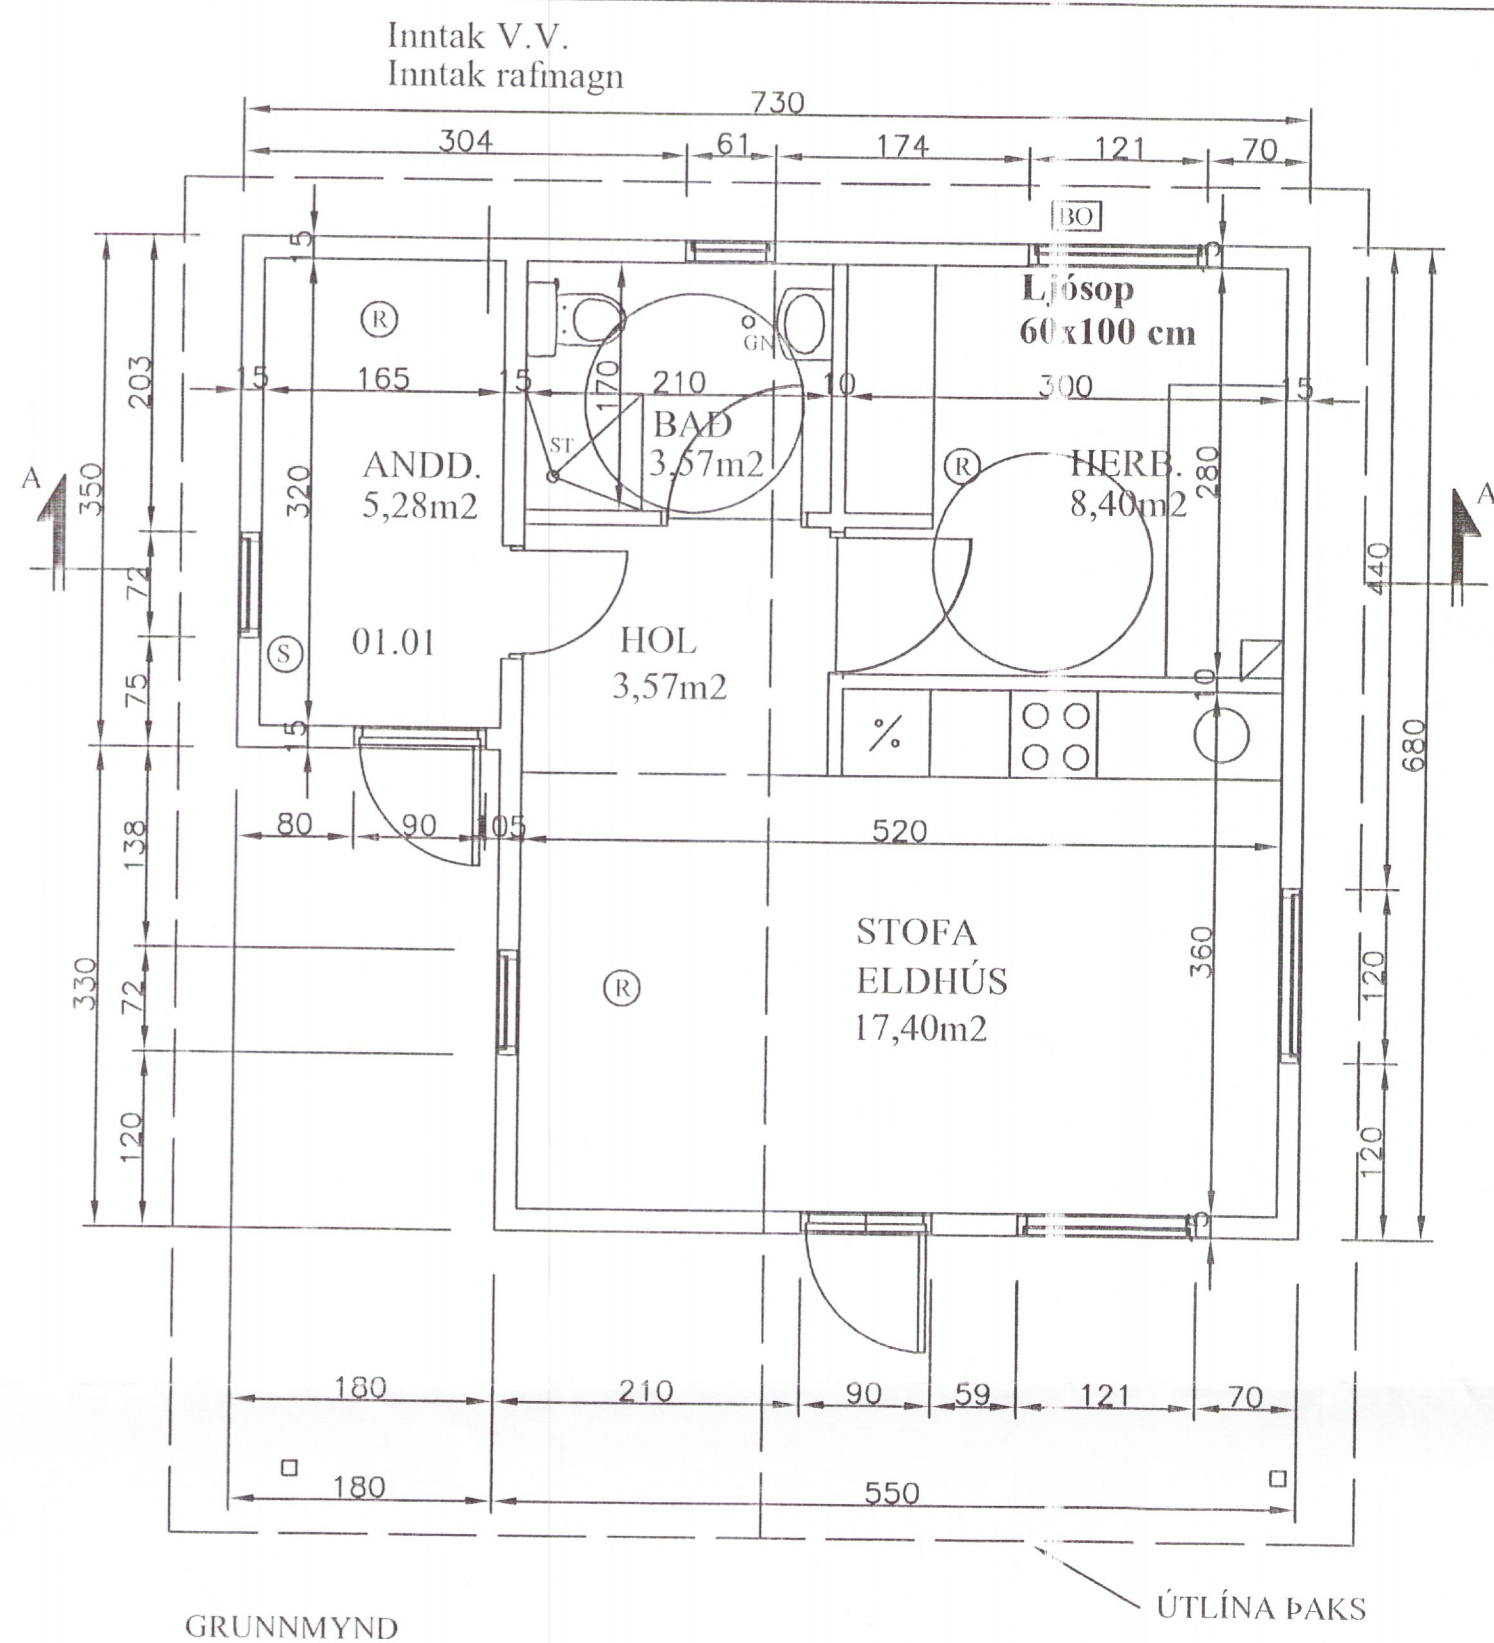 Inntak V.V.
Inntak rafmagn
730
304 61 174 121 70
BO
15
15
Ljósop
60x100 cm
R
GN
203
15 165 15 170 210 10 300 15
BAÐ
3,57m2
ST
ANDD.
5,28m2
R
HERB.
8,40m2
280
A
350
320
A
440
72
01.01
S
HOL
3,57m2
75
10
15
%
680
138
80 90 105 520
STOFA
ELDHÚS
17,40m2
R
330
72
360
120
120
120
15
180 210 90 59 121 70
180 550
ÚTLÍNA ÞAKS
GRUNNMYND